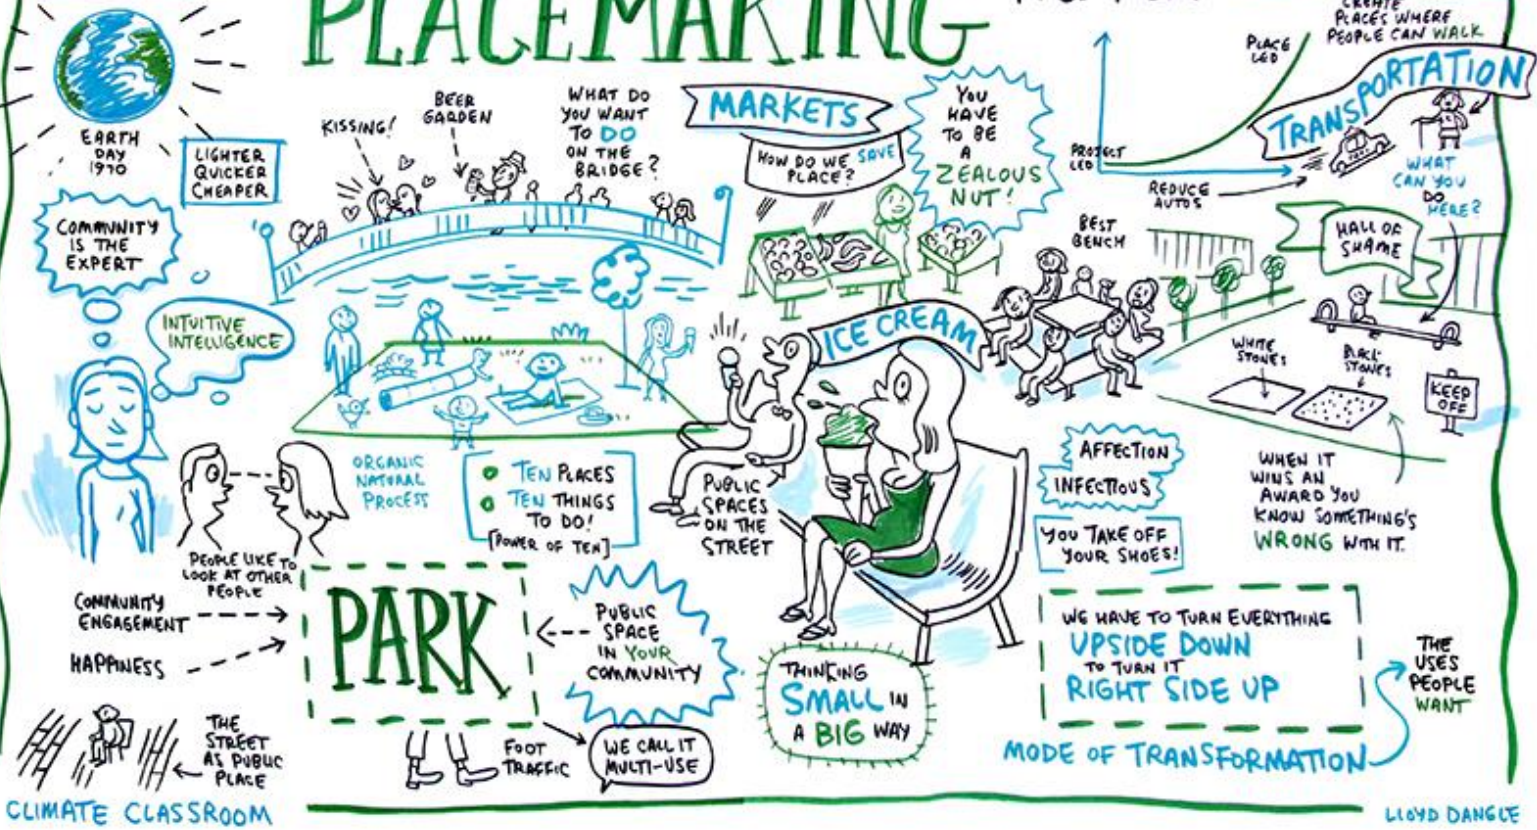 PLACEMAKING
CREATE
PLACES WHERE
PEOPLE CAN WALK
PLACE
LED
TRANSPORTATION
PROJECT
LED
REDUCE
AUTOS
WHAT
CAN YOU
DO
HERE?
EARTH
DAY
1970
LIGHTER
QUICKER
CHEAPER
KISSING!
BEER
GARDEN
WHAT DO
YOU WANT
TO DO
ON THE
BRIDGE?
MARKETS
HOW DO WE SAVE
PLACE?
YOU
HAVE
TO BE
A
ZEALOUS
NUT!
BEST
BENCH
HALL OF
SHAME
COMMUNITY
IS THE
EXPERT
INTUITIVE
INTELLIGENCE
ICE CREAM
WHITE
STONES
BLACK
STONES
KEEP
OFF
WHEN IT
WINS AN
AWARD YOU
KNOW SOMETHING'S
WRONG WITH IT.
ORGANIC
NATURAL
PROCESS
TEN PLACES
TEN THINGS
TO DO!
[POWER OF TEN]
PUBLIC
SPACES
ON THE
STREET
AFFECTION
INFECTIOUS
YOU TAKE OFF
YOUR SHOES!
PEOPLE LIKE TO
LOOK AT OTHER
PEOPLE
COMMUNITY
ENGAGEMENT
HAPPINESS
PARK
PUBLIC
SPACE
IN YOUR
COMMUNITY
THINKING
SMALL IN
A BIG WAY
WE HAVE TO TURN EVERYTHING
UPSIDE DOWN
TO TURN IT
RIGHT SIDE UP
THE
USES
PEOPLE
WANT
MODE OF TRANSFORMATION
THE
STREET
AS PUBLIC
PLACE
FOOT
TRAFFIC
WE CALL IT
MULTI-USE
CLIMATE CLASSROOM
LLOYD DANGLE